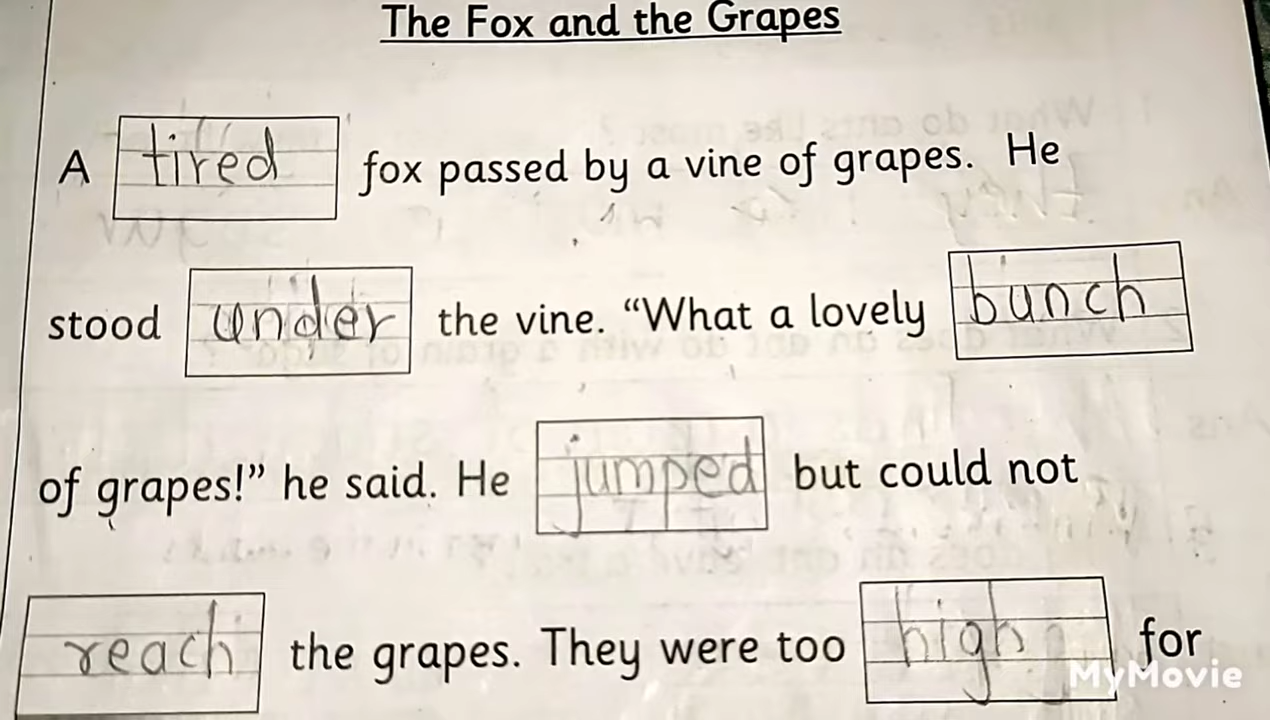 The Fox and the Grapes
A tired fox passed by a vine of grapes. He
stood under the vine. “What a lovely bunch
of grapes!” he said. He jumped but could not
reach the grapes. They were too high for
MyMovie